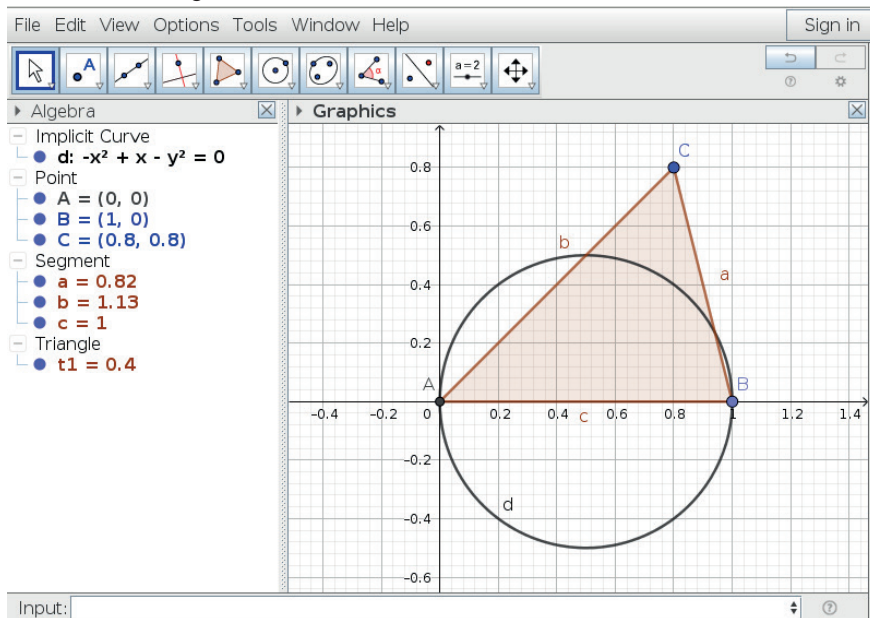 File Edit View Options Tools Window Help Sign in
A α a=2
Algebra
Implicit Curve
d: -x² + x - y² = 0
Point
A = (0, 0)
B = (1, 0)
C = (0.8, 0.8)
Segment
a = 0.82
b = 1.13
c = 1
Triangle
t1 = 0.4
Graphics
C
0.8
0.6
b
a
0.4
0.2
A B
-0.4 -0.2 0 0.2 0.4 c 0.6 0.8 1 1.2 1.4
-0.2
d
-0.4
-0.6
Input: